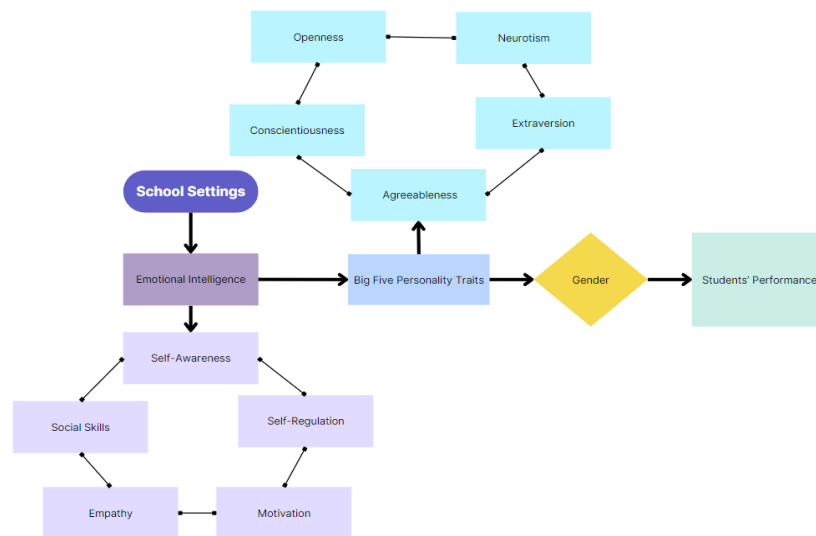 Openness
Neurotism
Conscientiousness
Extraversion
School Settings
Agreeableness
Emotional Intelligence
Big Five Personality Traits
Gender
Students' Performance
Self-Awareness
Social Skills
Self-Regulation
Empathy
Motivation